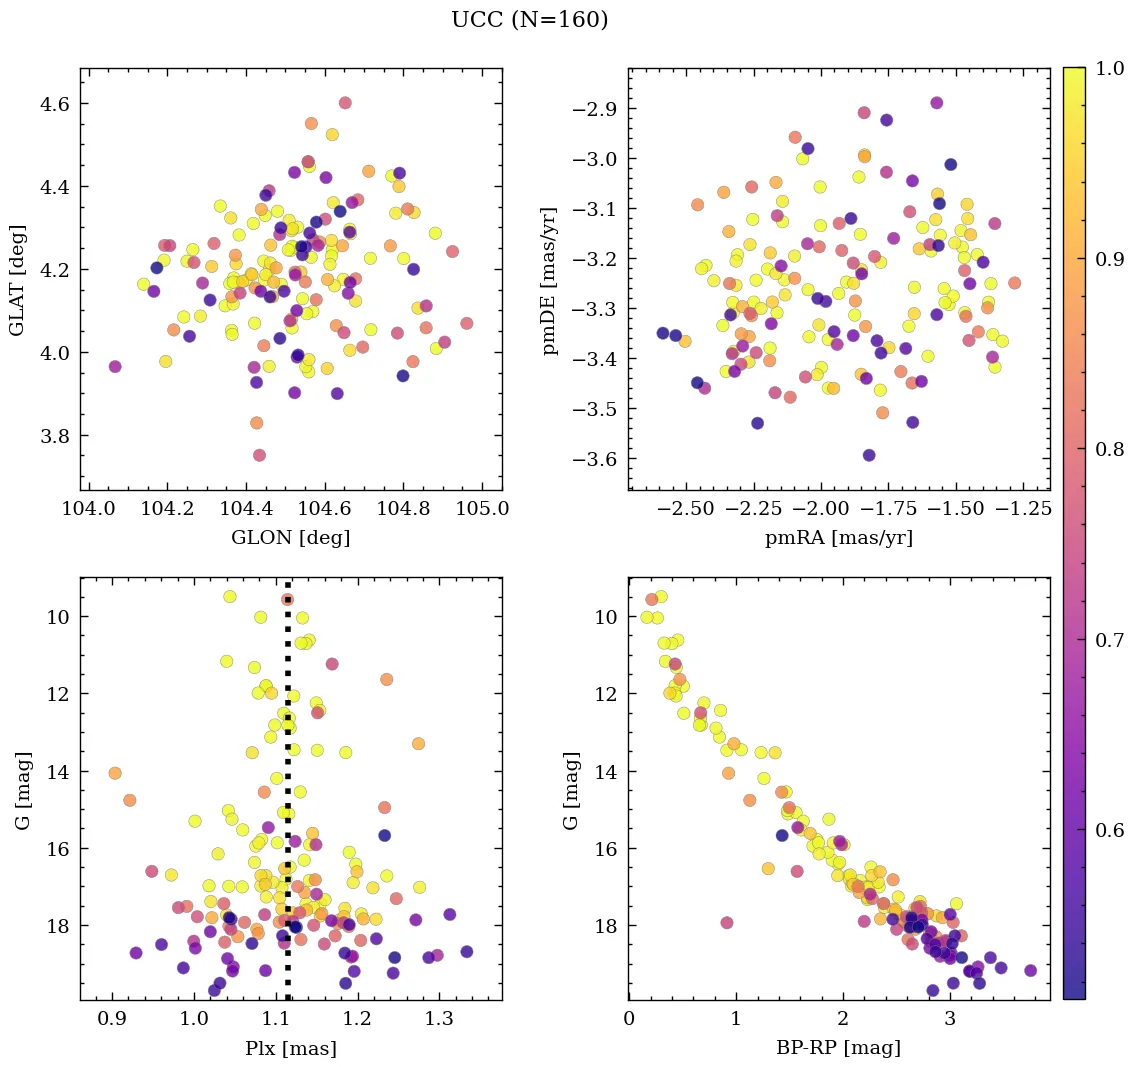 UCC (N=160)
4.6
4.4
4.2
4.0
3.8
GLAT [deg]
104.0 104.2 104.4 104.6 104.8 105.0
GLON [deg]
−2.9
−3.0
−3.1
−3.2
−3.3
−3.4
−3.5
−3.6
pmDE [mas/yr]
−2.50 −2.25 −2.00 −1.75 −1.50 −1.25
pmRA [mas/yr]
1.0
0.9
0.8
0.7
0.6
10
12
14
16
18
G [mag]
0.9 1.0 1.1 1.2 1.3
Plx [mas]
10
12
14
16
18
G [mag]
0 1 2 3
BP-RP [mag]